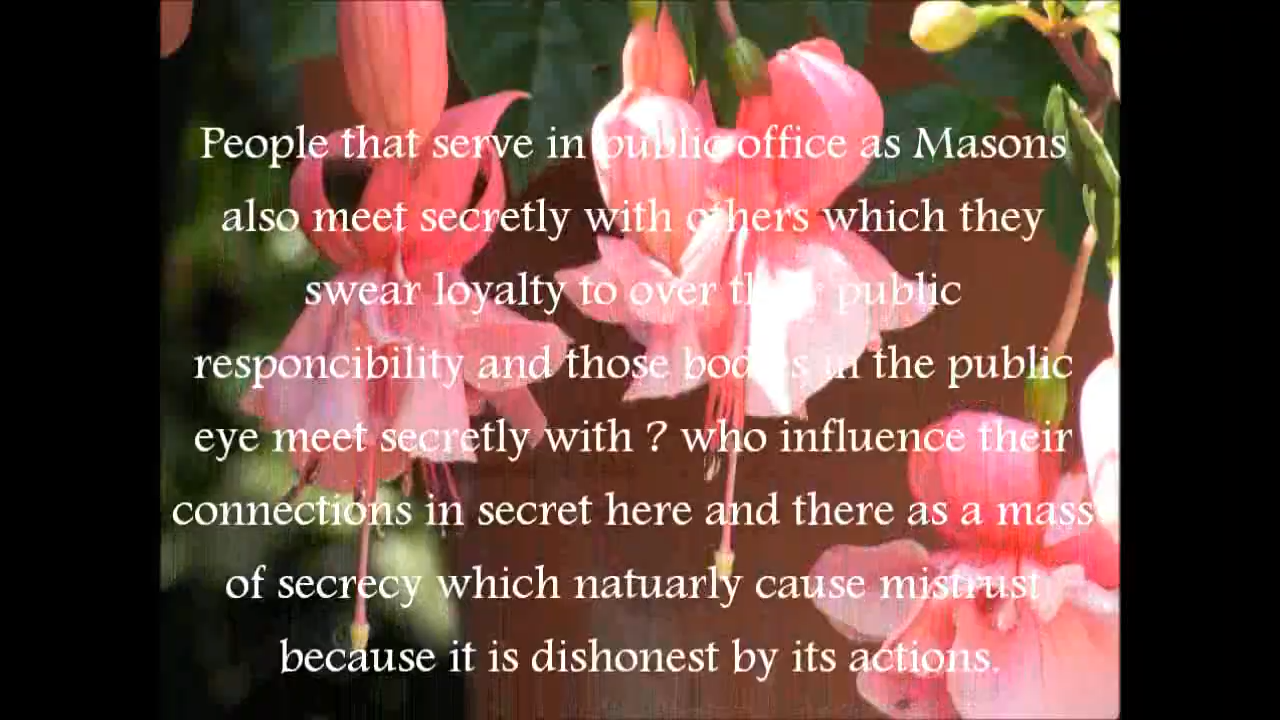 People that serve in public office as Masons
also meet secretly with others which they
swear loyalty to over their public
responcibility and those bodies in the public
eye meet secretly with ? who influence their
connections in secret here and there as a mass
of secrecy which natuarly cause mistrust
because it is dishonest by its actions.